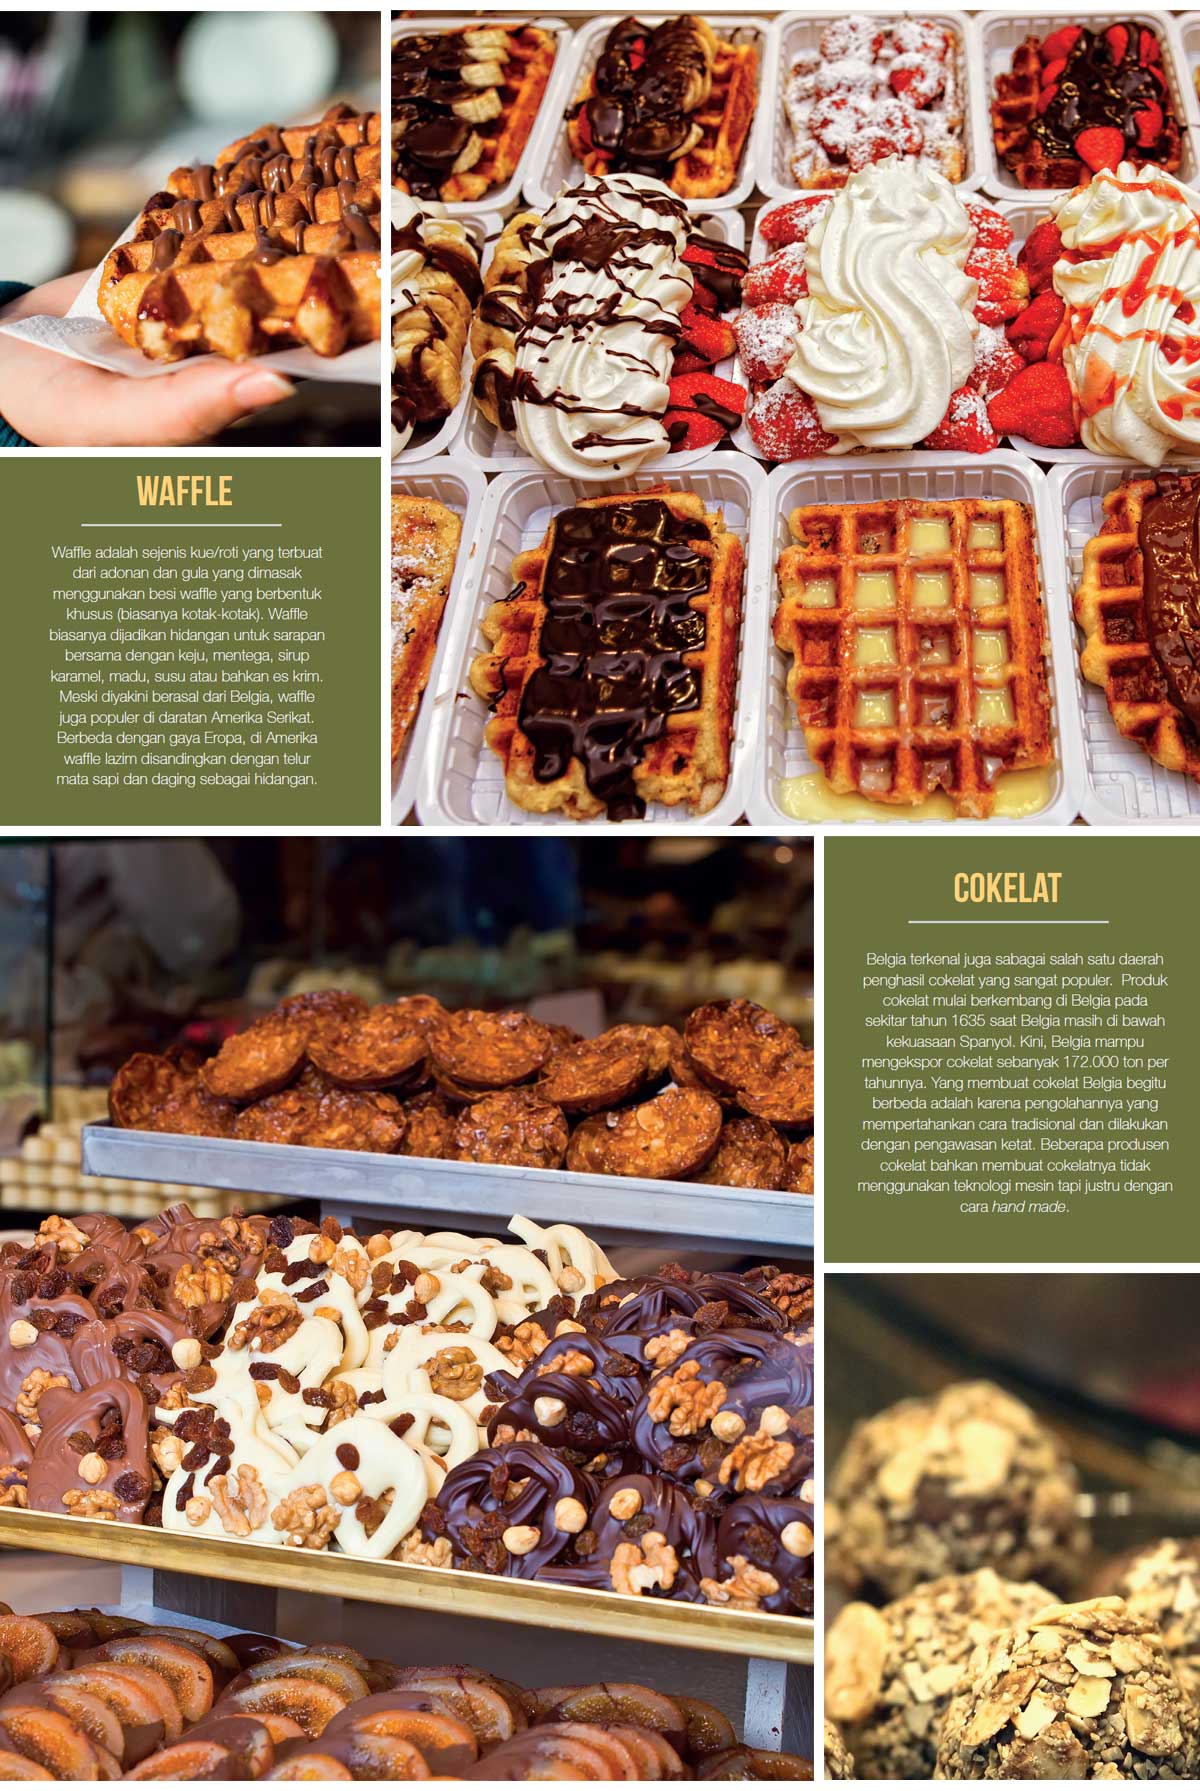 WAFFLE
Waffle adalah sejenis kue/roti yang terbuat
dari adonan dan gula yang dimasak
menggunakan besi waffle yang berbentuk
khusus (biasanya kotak-kotak). Waffle
biasanya dijadikan hidangan untuk sarapan
bersama dengan keju, mentega, sirup
karamel, madu, susu atau bahkan es krim.
Meski diyakini berasal dari Belgia, waffle
juga populer di daratan Amerika Serikat.
Berbeda dengan gaya Eropa, di Amerika
waffle lazim disandingkan dengan telur
mata sapi dan daging sebagai hidangan.
COKELAT
Belgia terkenal juga sabagai salah satu daerah
penghasil cokelat yang sangat populer. Produk
cokelat mulai berkembang di Belgia pada
sekitar tahun 1635 saat Belgia masih di bawah
kekuasaan Spanyol. Kini, Belgia mampu
mengekspor cokelat sebanyak 172.000 ton per
tahunnya. Yang membuat cokelat Belgia begitu
berbeda adalah karena pengolahannya yang
mempertahankan cara tradisional dan dilakukan
dengan pengawasan ketat. Beberapa produsen
cokelat bahkan membuat cokelatnya tidak
menggunakan teknologi mesin tapi justru dengan
cara hand made.